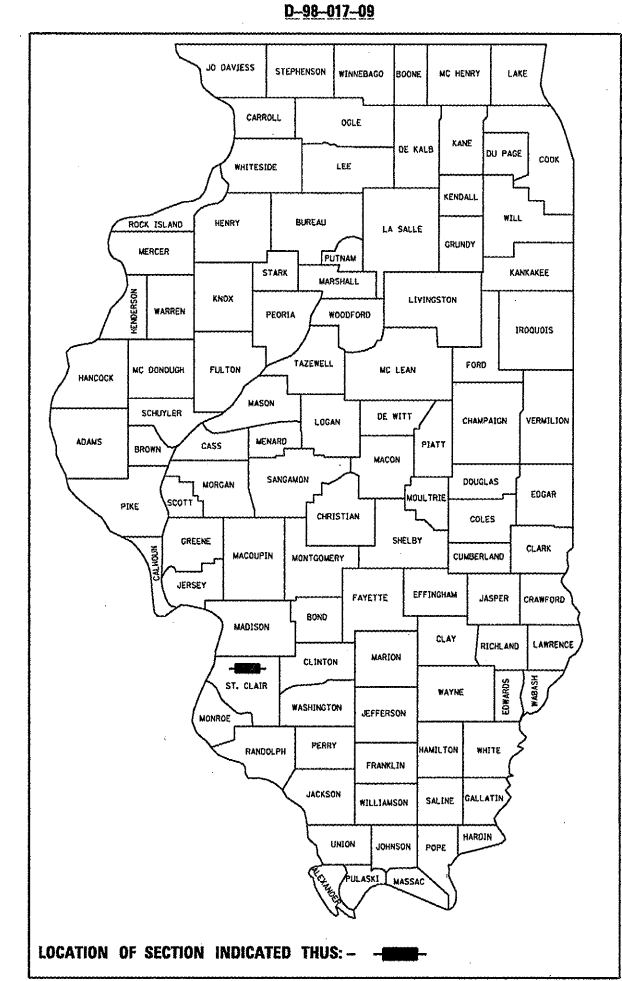 D-98-017-09
JO DAVIESS
STEPHENSON
WINNEBAGO
BOONE
MC HENRY
LAKE
CARROLL
OGLE
DE KALB
KANE
DU PAGE
COOK
WHITESIDE
LEE
KENDALL
WILL
ROCK ISLAND
HENRY
BUREAU
LA SALLE
GRUNDY
MERCER
PUTNAM
KANKAKEE
STARK
MARSHALL
HENDERSON
WARREN
KNOX
PEORIA
WOODFORD
LIVINGSTON
IROQUOIS
HANCOCK
MC DONOUGH
FULTON
TAZEWELL
MC LEAN
FORD
MASON
SCHUYLER
LOGAN
DE WITT
CHAMPAIGN
VERMILION
ADAMS
BROWN
CASS
MENARD
PIATT
MACON
MORGAN
SANGAMON
DOUGLAS
EDGAR
PIKE
SCOTT
MOULTRIE
COLES
CHRISTIAN
GREENE
MACOUPIN
MONTGOMERY
SHELBY
CUMBERLAND
CLARK
CALHOUN
JERSEY
FAYETTE
EFFINGHAM
JASPER
CRAWFORD
MADISON
BOND
CLAY
RICHLAND
LAWRENCE
CLINTON
MARION
ST. CLAIR
WAYNE
EDWARDS
WABASH
WASHINGTON
JEFFERSON
MONROE
RANDOLPH
PERRY
HAMILTON
WHITE
FRANKLIN
JACKSON
WILLIAMSON
SALINE
GALLATIN
UNION
JOHNSON
POPE
HARDIN
ALEXANDER
PULASKI
MASSAC
LOCATION OF SECTION INDICATED THUS: -